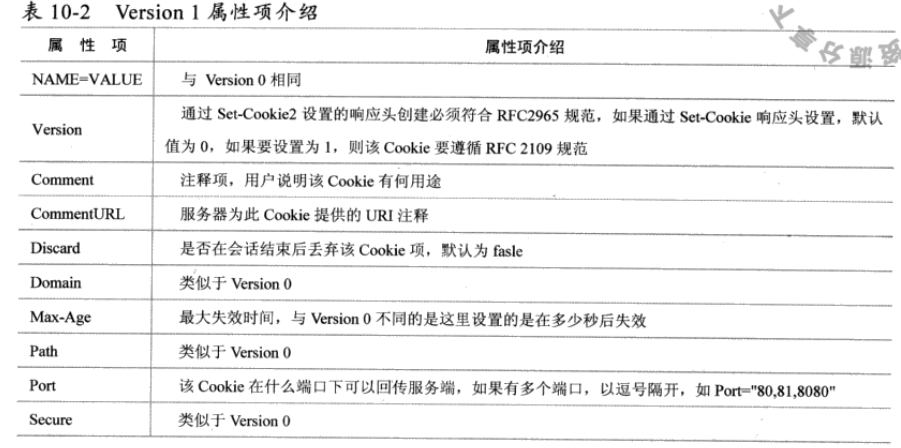 表 10-2 Version 1 属性项介绍
属 性 项 属性项介绍
NAME=VALUE 与 Version 0 相同
Version 通过 Set-Cookie2 设置的响应头创建必须符合 RFC2965 规范，如果通过 Set-Cookie 响应头设置，默认
值为 0，如果要设置为 1，则该 Cookie 要遵循 RFC 2109 规范
Comment 注释项，用户说明该 Cookie 有何用途
CommentURL 服务器为此 Cookie 提供的 URI 注释
Discard 是否在会话结束后丢弃该 Cookie 项，默认为 fasle
Domain 类似于 Version 0
Max-Age 最大失效时间，与 Version 0 不同的是这里设置的是在多少秒后失效
Path 类似于 Version 0
Port 该 Cookie 在什么端口下可以回传服务端，如果有多个端口，以逗号隔开，如 Port="80,81,8080"
Secure 类似于 Version 0
源分享